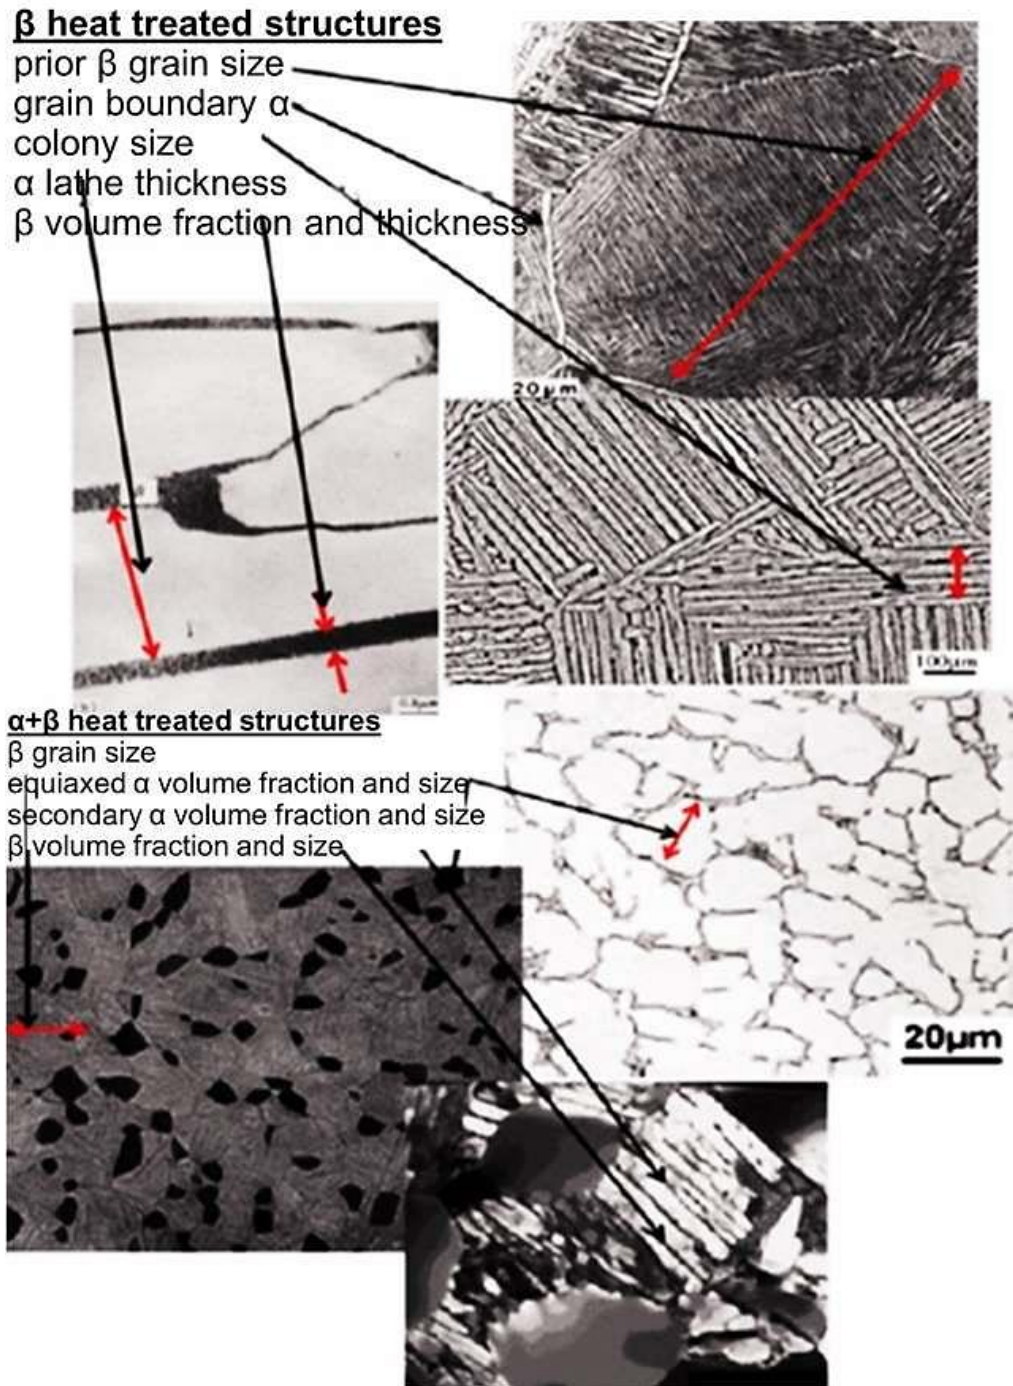 β heat treated structures
prior β grain size
grain boundary α
colony size
α lathe thickness
β volume fraction and thickness
20μm
100μm
α+β heat treated structures
β grain size
equiaxed α volume fraction and size
secondary α volume fraction and size
β volume fraction and size
20μm